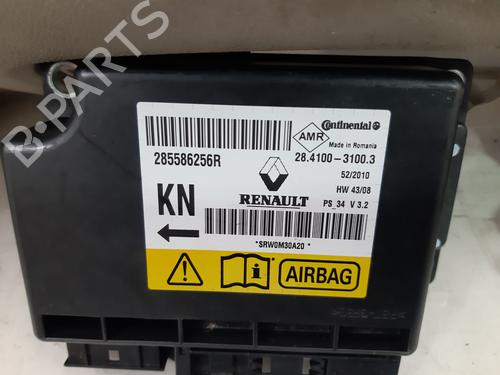 B-PARTS
Continental
AMR
Made in Romania
285586256R
28.4100-3100.3
52/2010
HW 43/08
KN
RENAULT
PS_34 V 3.2
*SRW0M30A20*
AIRBAG